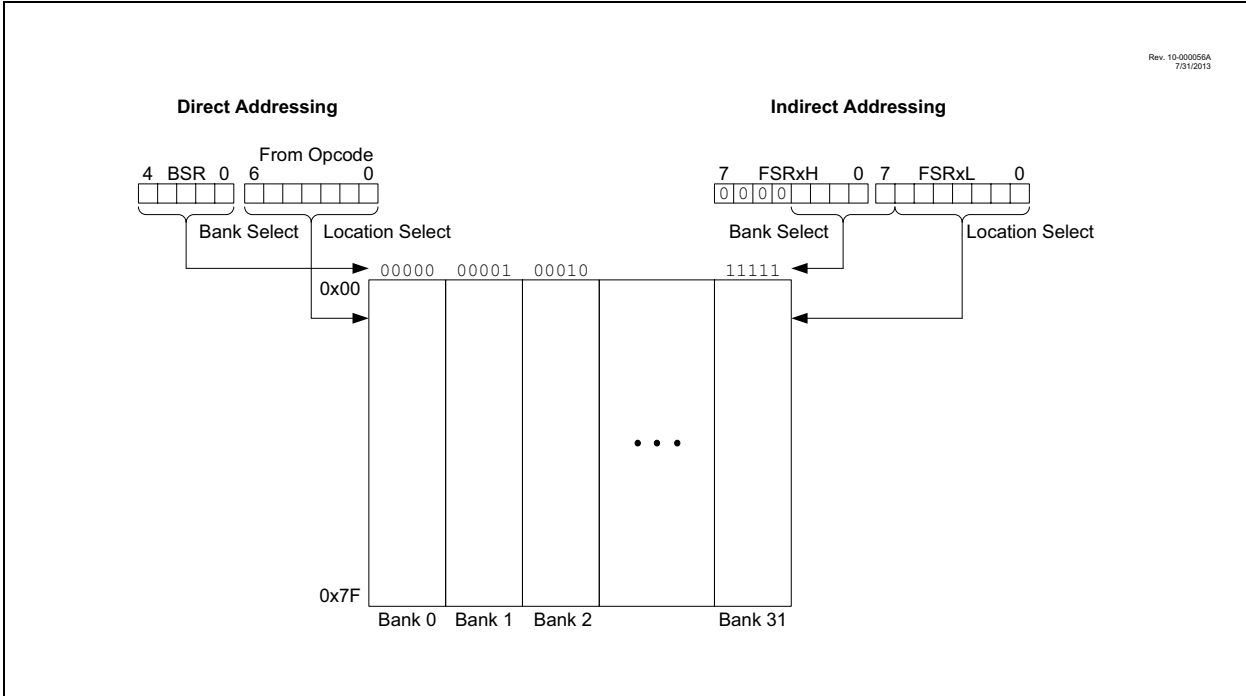 Rev. 10-000056A
7/31/2013
Direct Addressing
Indirect Addressing
From Opcode
4 BSR 0 6 0
7 FSRxH 0 7 FSRxL 0
0 0 0 0
Bank Select Location Select
Bank Select Location Select
00000 00001 00010 11111
0x00
0x7F
Bank 0 Bank 1 Bank 2 Bank 31